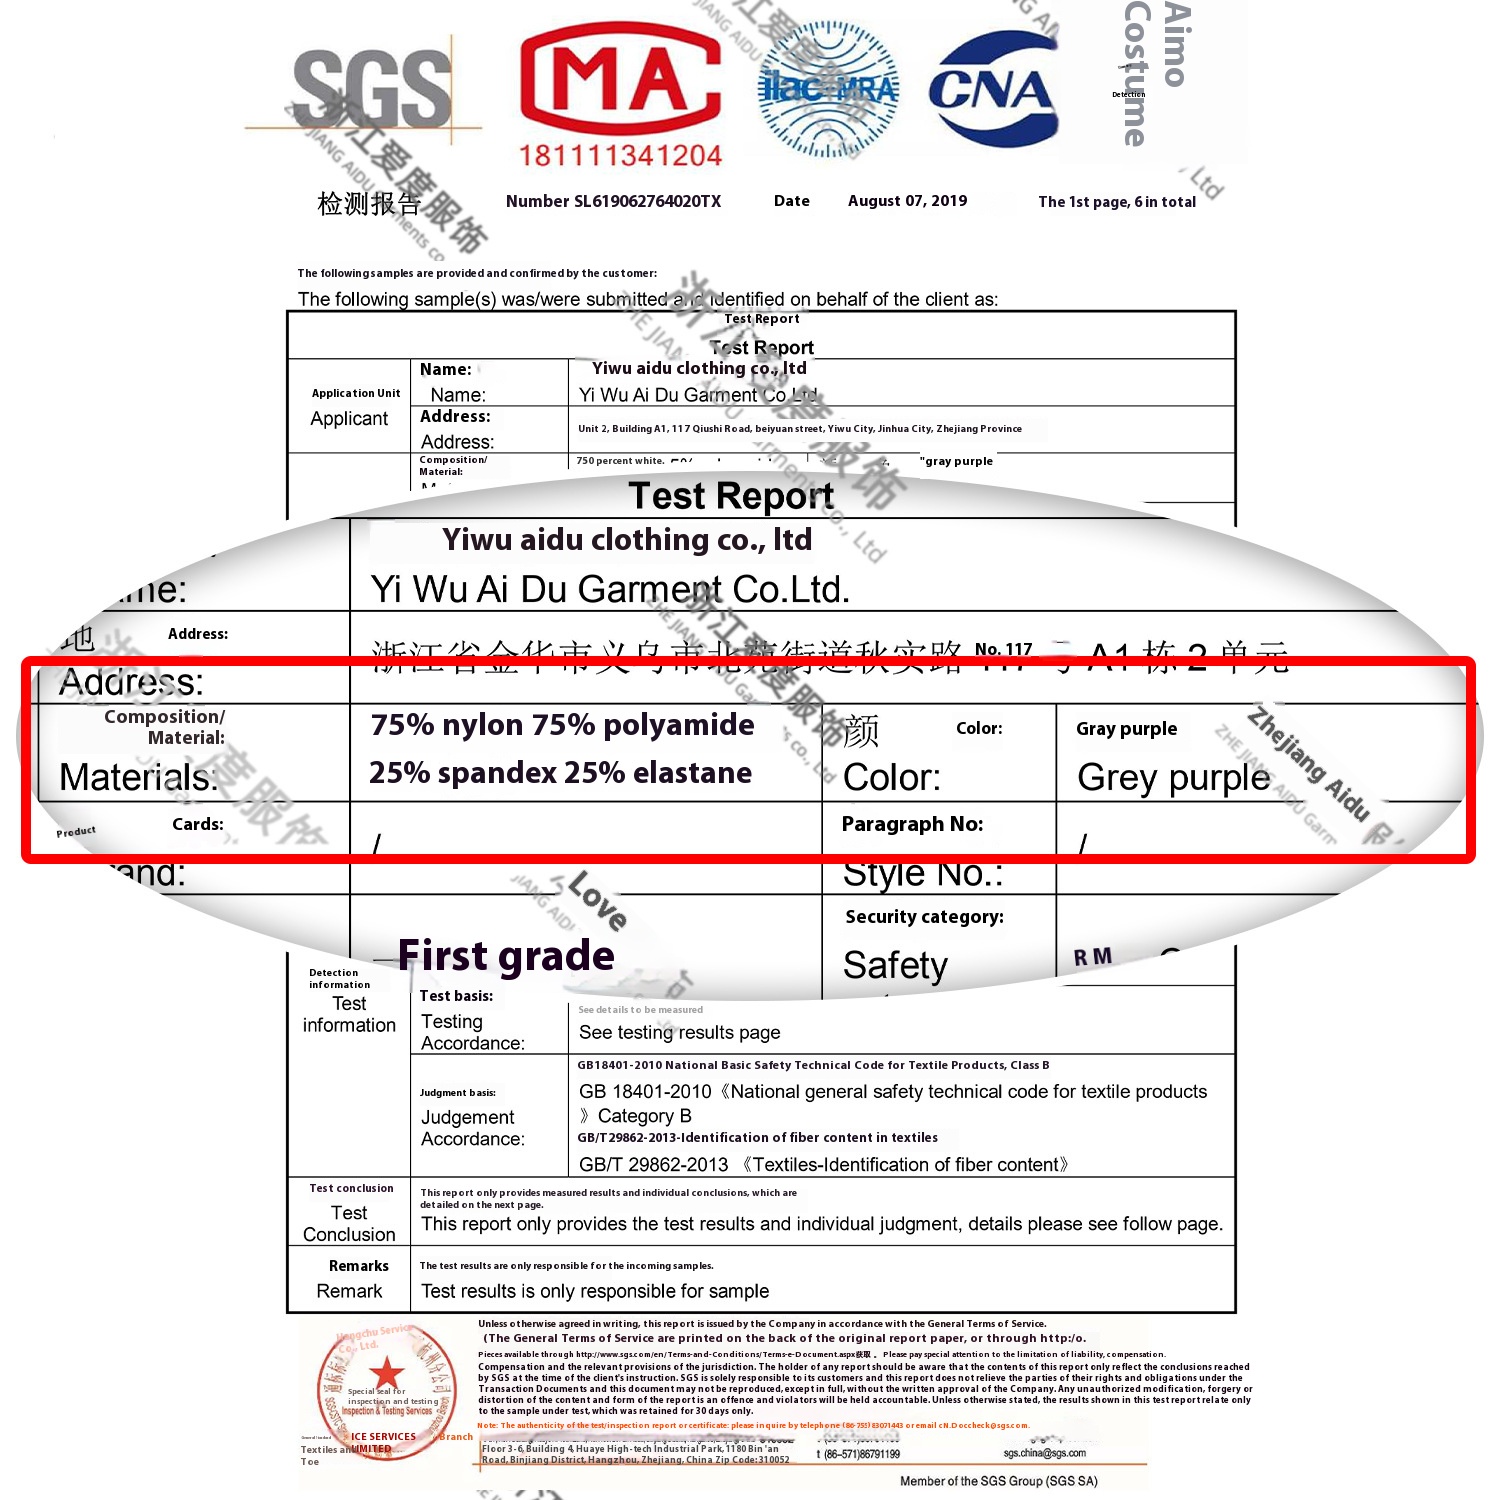 SGS
MA
181111341204
ilac-MRA
CNA
Aimo
Costume
Detection
检测报告
Number SL619062764020TX
Date
August 07, 2019
The 1st page, 6 in total
The following samples are provided and confirmed by the customer:
The following sample(s) was/were submitted and identified on behalf of the client as:
Test Report
Test Report
Application Unit
Applicant
Name:
Name:
Yiwu aidu clothing co., ltd
Yi Wu Ai Du Garment Co.Ltd.
Address:
Address:
Unit 2, Building A1, 117 Qiushi Road, beiyuan street, Yiwu City, Jinhua City, Zhejiang Province
Composition/
Material:
750 percent white.
"gray purple
Test Report
Yiwu aidu clothing co., ltd
Yi Wu Ai Du Garment Co.Ltd.
地
Address:
Address:
浙江省金华市义乌市北苑街道秋实路 No. 117 号 A1 栋 2 单元
Composition/
Material:
Materials:
75% nylon 75% polyamide
25% spandex 25% elastane
颜
Color:
Color:
Gray purple
Grey purple
Product
Cards:
/
Paragraph No:
Style No.:
/
First grade
Security category:
Safety
R M
Detection
information
Test
information
Test basis:
Testing
Accordance:
See details to be measured
See testing results page
Judgment basis:
Judgement
Accordance:
GB18401-2010 National Basic Safety Technical Code for Textile Products, Class B
GB 18401-2010《National general safety technical code for textile products
》Category B
GB/T29862-2013-Identification of fiber content in textiles
GB/T 29862-2013 《Textiles-Identification of fiber content》
Test conclusion
Test
Conclusion
This report only provides measured results and individual conclusions, which are
detailed on the next page.
This report only provides the test results and individual judgment, details please see follow page.
Remarks
Remark
The test results are only responsible for the incoming samples.
Test results is only responsible for sample
Unless otherwise agreed in writing, this report is issued by the Company in accordance with the General Terms of Service.
(The General Terms of Service are printed on the back of the original report paper, or through http:/o.
Pieces available through http://www.sgs.com/en/Terms-and-Conditions/Terms-e-Document.aspx获取 。 Please pay special attention to the limitation of liability, compensation.
Compensation and the relevant provisions of the jurisdiction. The holder of any report should be aware that the contents of this report only reflect the conclusions reached
by SGS at the time of the client's instruction. SGS is solely responsible to its customers and this report does not relieve the parties of their rights and obligations under the
Transaction Documents and this document may not be reproduced, except in full, without the written approval of the Company. Any unauthorized modification, forgery or
distortion of the content and form of the report is an offence and violators will be held accountable. Unless otherwise stated, the results shown in this test report relate only
to the sample under test, which was retained for 30 days only.
Note: The authenticity of the test/inspection report or certificate: please inquire by telephone (86-755) 83071443 or email cN.Doccheck@sgs.com.
Hangchu Service
Co., Ltd.
Special seal for
inspection and testing
Inspection & Testing Services
ICE SERVICES
LIMITED
Branch
Textiles and
Toe
Floor 3-6, Building 4, Huaye High-tech Industrial Park, 1180 Bin 'an
Road, Binjiang District, Hangzhou, Zhejiang, China Zip Code: 310052
t (86-571)86791199
sgs.china@sgs.com
Member of the SGS Group (SGS SA)
浙江爱度服饰
浙江爱度服饰
浙江爱度服饰
Zhejiang Aidu
Love